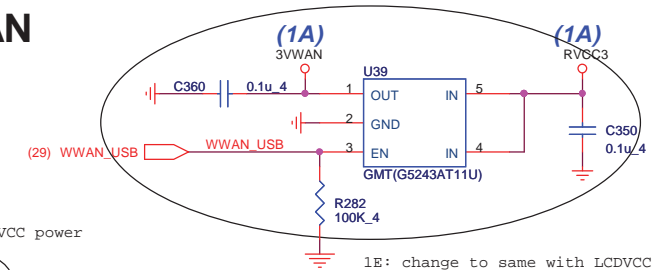 AN
(1A)
3VWAN
(1A)
RVCC3
U39
C360
0.1u_4
1
OUT
IN
5
2
GND
C350
0.1u_4
(29)
WWAN_USB
WWAN_USB
3
EN
IN
4
GMT(G5243AT11U)
R282
100K_4
VCC power
1E: change to same with LCDVCC